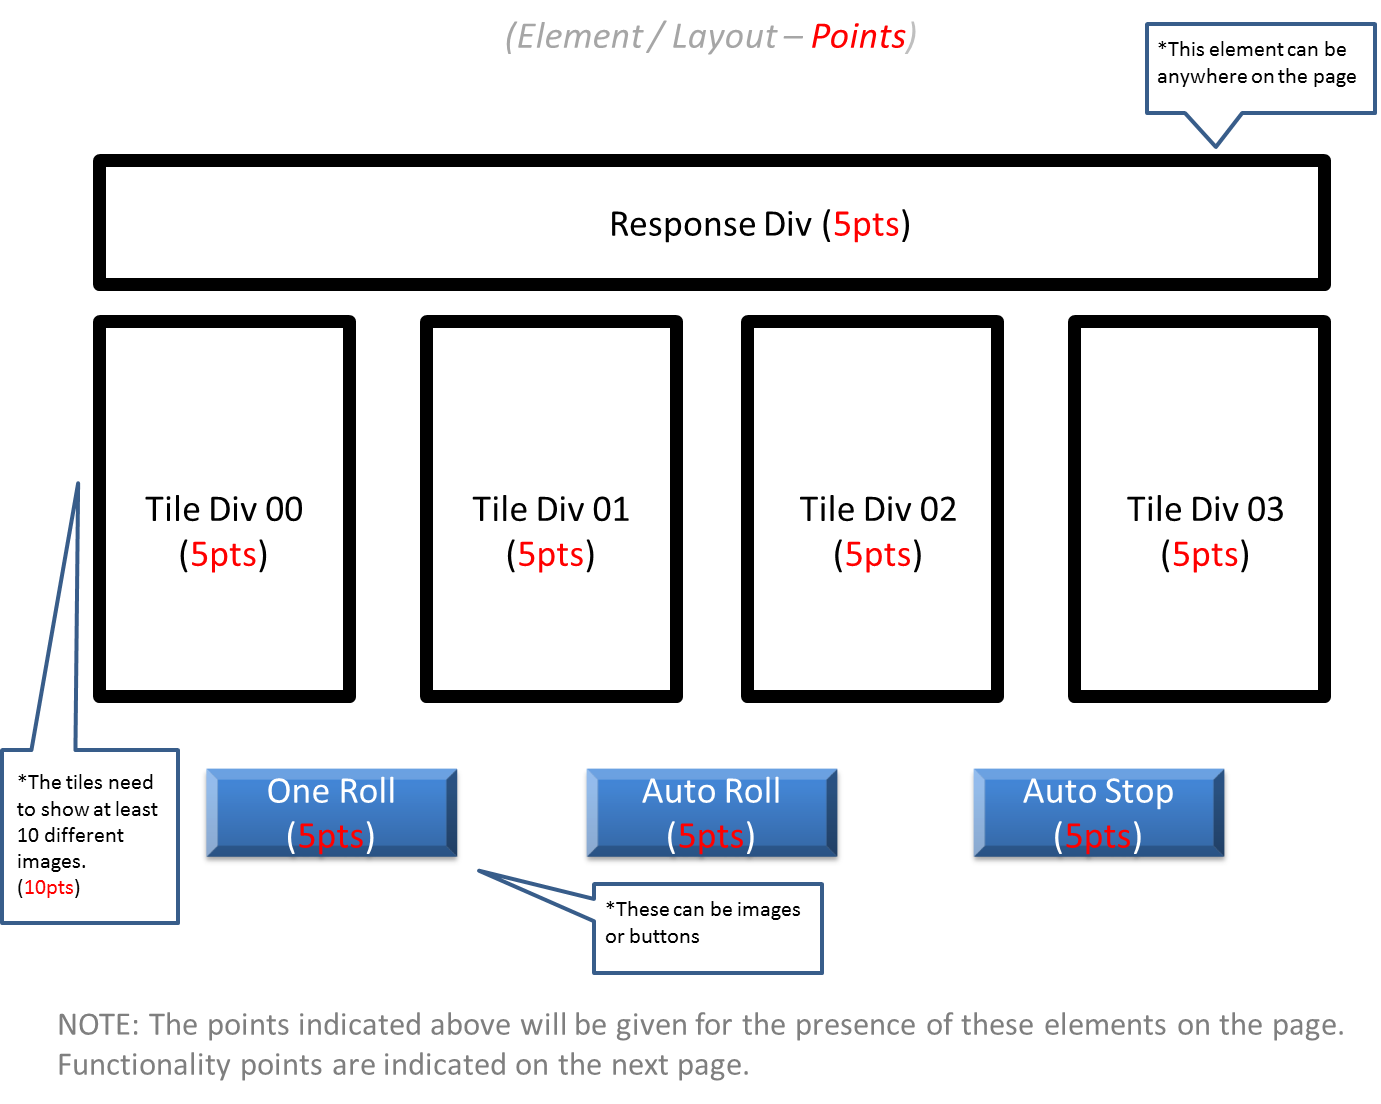 (Element / Layout – Points)
*This element can be
anywhere on the page
Response Div (5pts)
Tile Div 00
(5pts)
Tile Div 01
(5pts)
Tile Div 02
(5pts)
Tile Div 03
(5pts)
*The tiles need
to show at least
10 different
images.
(10pts)
One Roll
(5pts)
Auto Roll
(5pts)
Auto Stop
(5pts)
*These can be images
or buttons
NOTE: The points indicated above will be given for the presence of these elements on the page.
Functionality points are indicated on the next page.